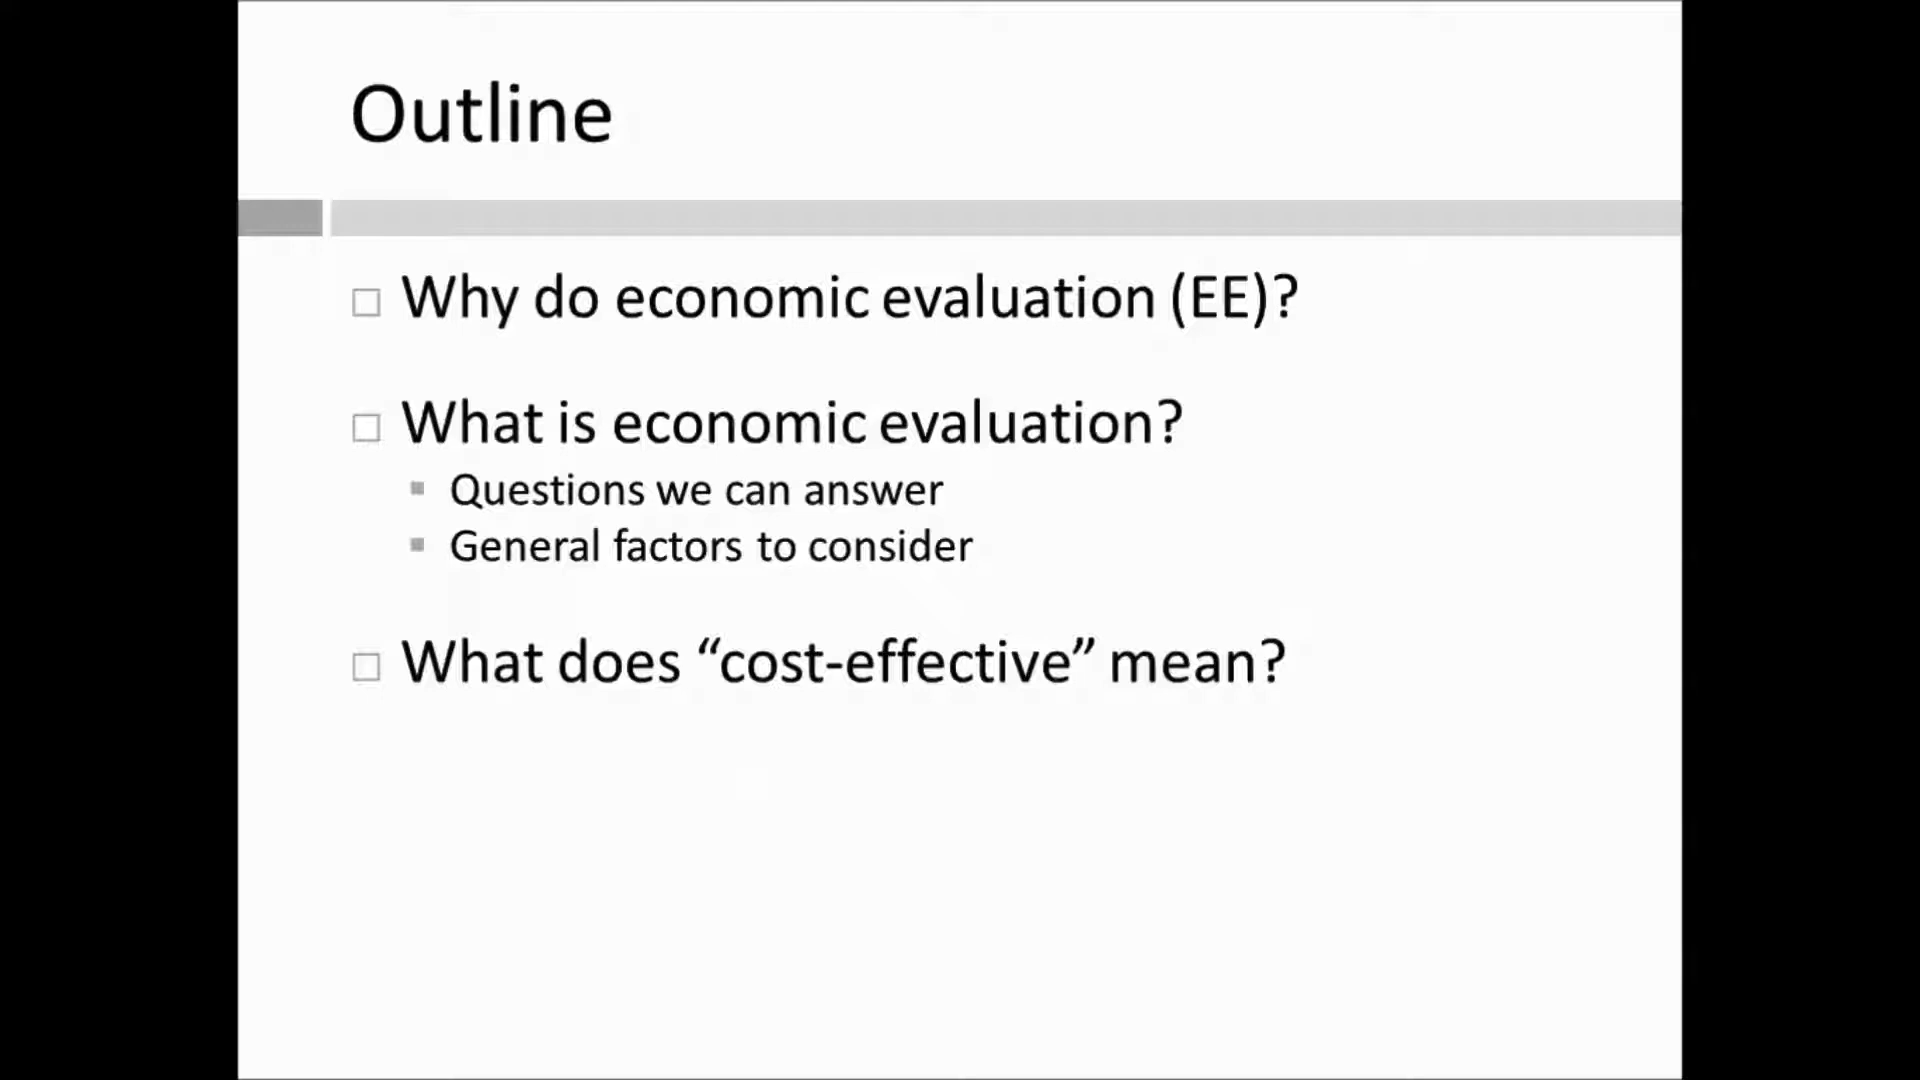 Outline
Why do economic evaluation (EE)?
What is economic evaluation?
Questions we can answer
General factors to consider
What does “cost-effective” mean?